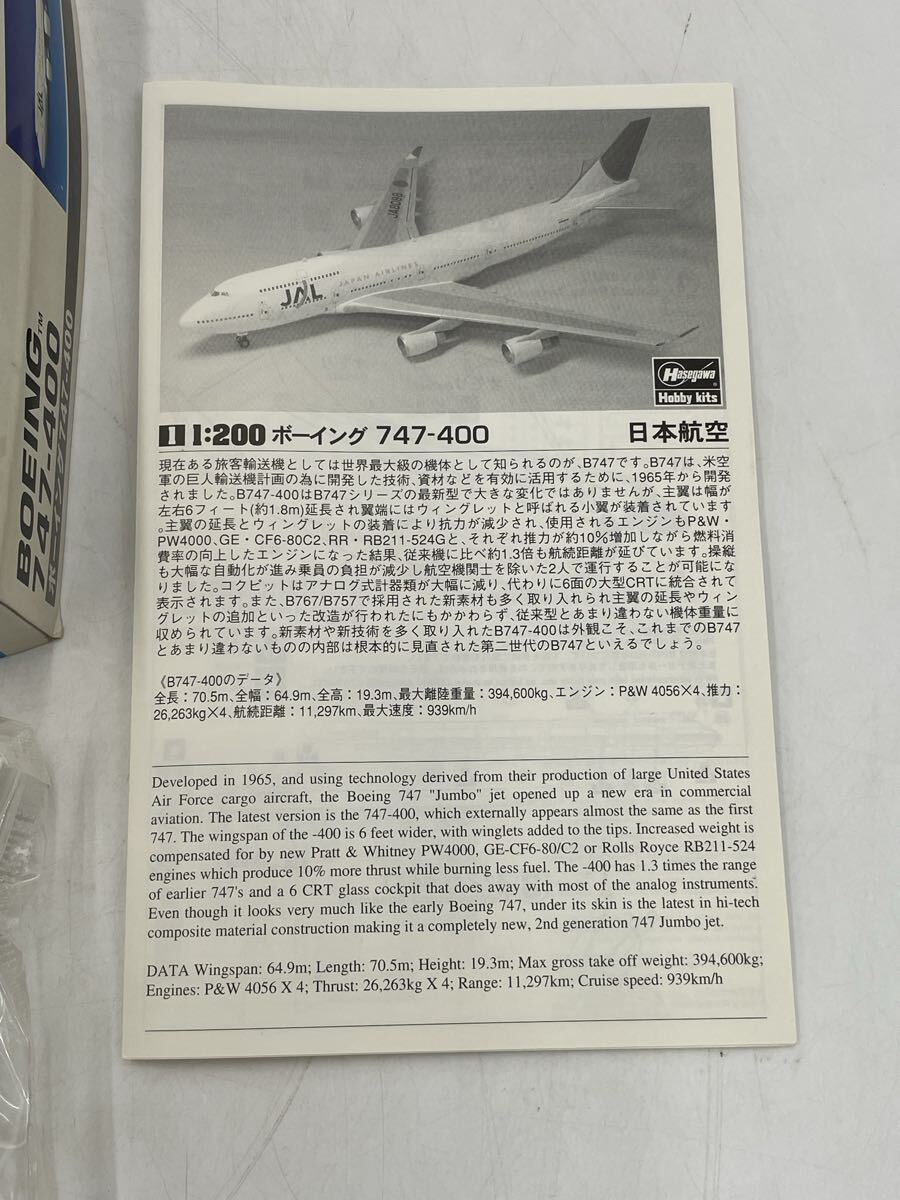 BOEING™
747-400
JAL
JAPAN AIRLINES
JA8088
Hasegawa
Hobby kits
1 1:200 ボーイング 747-400 日本航空
現在ある旅客輸送機としては世界最大級の機体として知られるのが、B747です。B747は、米空
軍の巨人輸送機計画の為に開発した技術、資材などを有効に活用するために、1965年から開発
されました。B747-400はB747シリーズの最新型で大きな変化ではありませんが、主翼は幅が
左右6フィート(約1.8m)延長され翼端にはウィングレットと呼ばれる小翼が装着されています
。主翼の延長とウィングレットの装着により抗力が減少され、使用されるエンジンもP&W・
PW4000、GE・CF6-80C2、RR・RB211-524Gと、それぞれ推力が約10%増加しながら燃料消
費率の向上したエンジンになった結果、従来機に比べ約1.3倍も航続距離が延びています。操縦
も大幅な自動化が進み乗員の負担が減少し航空機関士を除いた2人で運行することが可能にな
りました。コクピットはアナログ式計器類が大幅に減り、代わりに6面の大型CRTに統合されて
表示されます。また、B767/B757で採用された新素材も多く取り入れられ主翼の延長やウィン
グレットの追加といった改造が行われたにもかかわらず、従来型とあまり違わない機体重量に
収められています。新素材や新技術を多く取り入れたB747-400は外観こそ、これまでのB747
とあまり違わないものの内部は根本的に見直された第二世代のB747といえるでしょう。
《B747-400のデータ》
全長：70.5m、全幅：64.9m、全高：19.3m、最大離陸重量：394,600kg、エンジン：P&W 4056×4、推力：
26,263kg×4、航続距離：11,297km、最大速度：939km/h
Developed in 1965, and using technology derived from their production of large United States
Air Force cargo aircraft, the Boeing 747 "Jumbo" jet opened up a new era in commercial
aviation. The latest version is the 747-400, which externally appears almost the same as the first
747. The wingspan of the -400 is 6 feet wider, with winglets added to the tips. Increased weight is
compensated for by new Pratt & Whitney PW4000, GE-CF6-80/C2 or Rolls Royce RB211-524
engines which produce 10% more thrust while burning less fuel. The -400 has 1.3 times the range
of earlier 747's and a 6 CRT glass cockpit that does away with most of the analog instruments.
Even though it looks very much like the early Boeing 747, under its skin is the latest in hi-tech
composite material construction making it a completely new, 2nd generation 747 Jumbo jet.
DATA Wingspan: 64.9m; Length: 70.5m; Height: 19.3m; Max gross take off weight: 394,600kg;
Engines: P&W 4056 X 4; Thrust: 26,263kg X 4; Range: 11,297km; Cruise speed: 939km/h